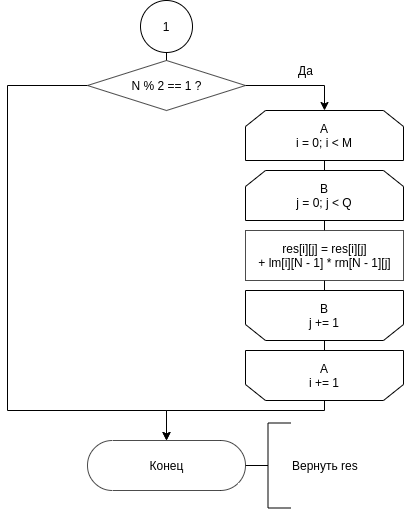 1
N % 2 == 1 ?
Да
A
i = 0; i < M
B
j = 0; j < Q
res[i][j] = res[i][j]
+ lm[i][N - 1] * rm[N - 1][j]
B
j += 1
A
i += 1
Конец
Вернуть res